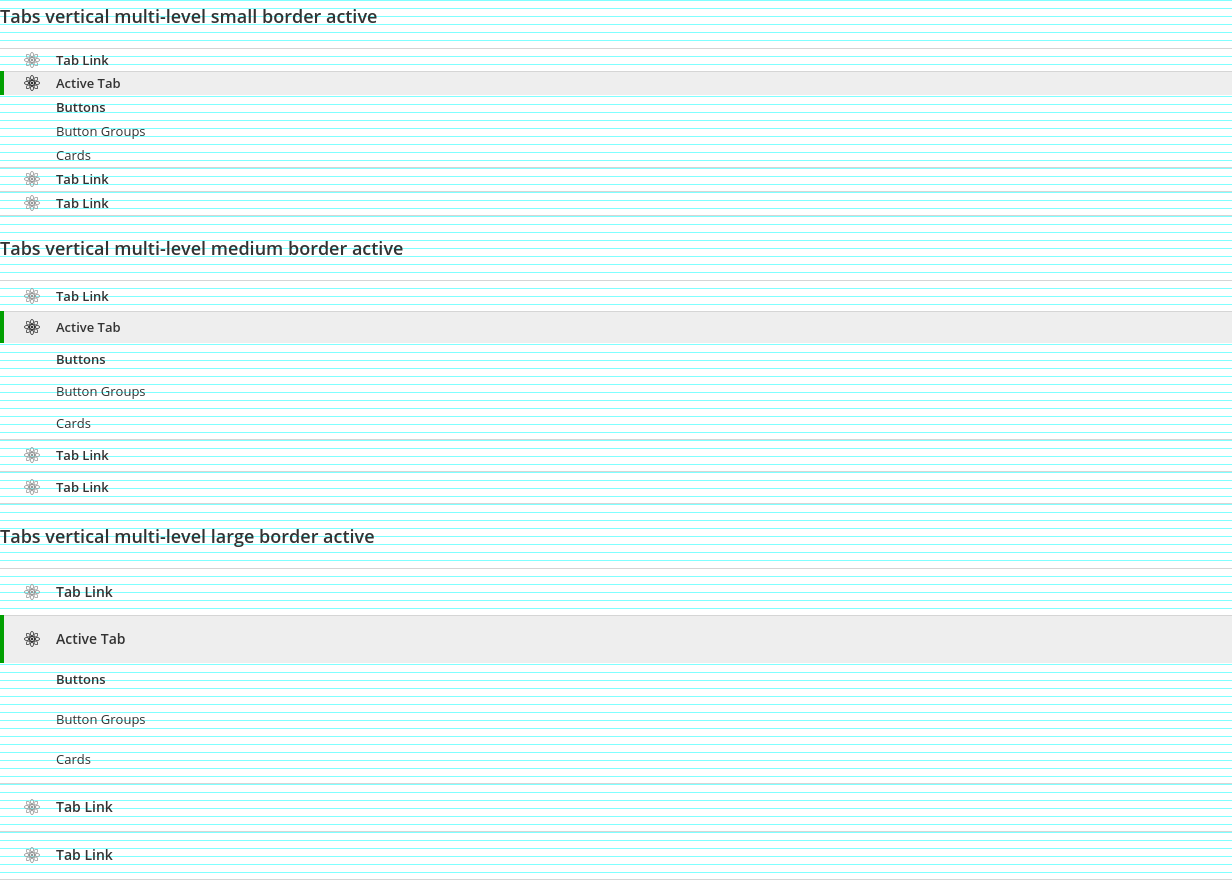 Tabs vertical multi-level small border active
Tab Link
Active Tab
Buttons
Button Groups
Cards
Tab Link
Tab Link
Tabs vertical multi-level medium border active
Tab Link
Active Tab
Buttons
Button Groups
Cards
Tab Link
Tab Link
Tabs vertical multi-level large border active
Tab Link
Active Tab
Buttons
Button Groups
Cards
Tab Link
Tab Link